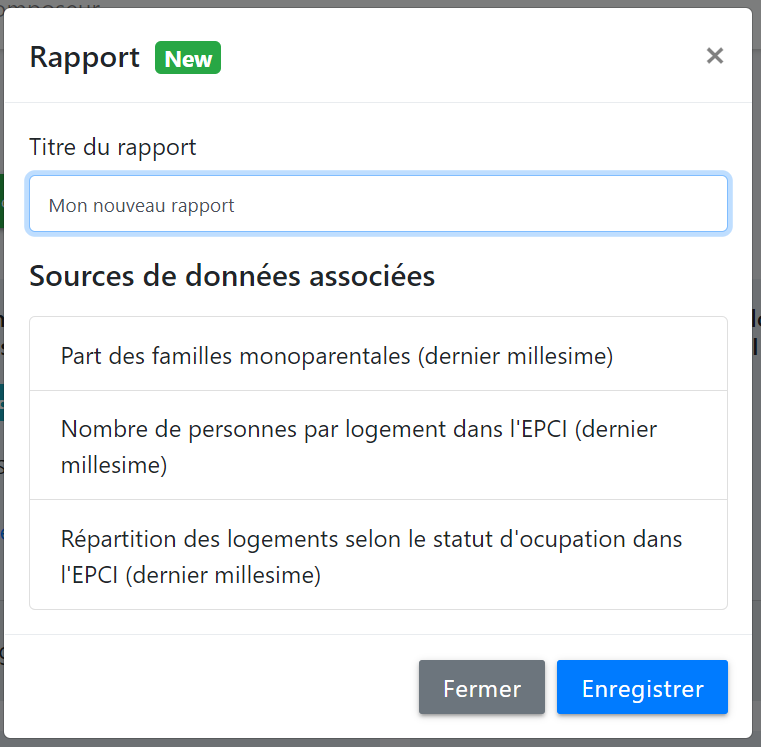 Rapport New ×
Titre du rapport
Mon nouveau rapport
Sources de données associées
Part des familles monoparentales (dernier millesime)
Nombre de personnes par logement dans l'EPCI (dernier
millesime)
Répartition des logements selon le statut d'ocupation dans
l'EPCI (dernier millesime)
Fermer Enregistrer